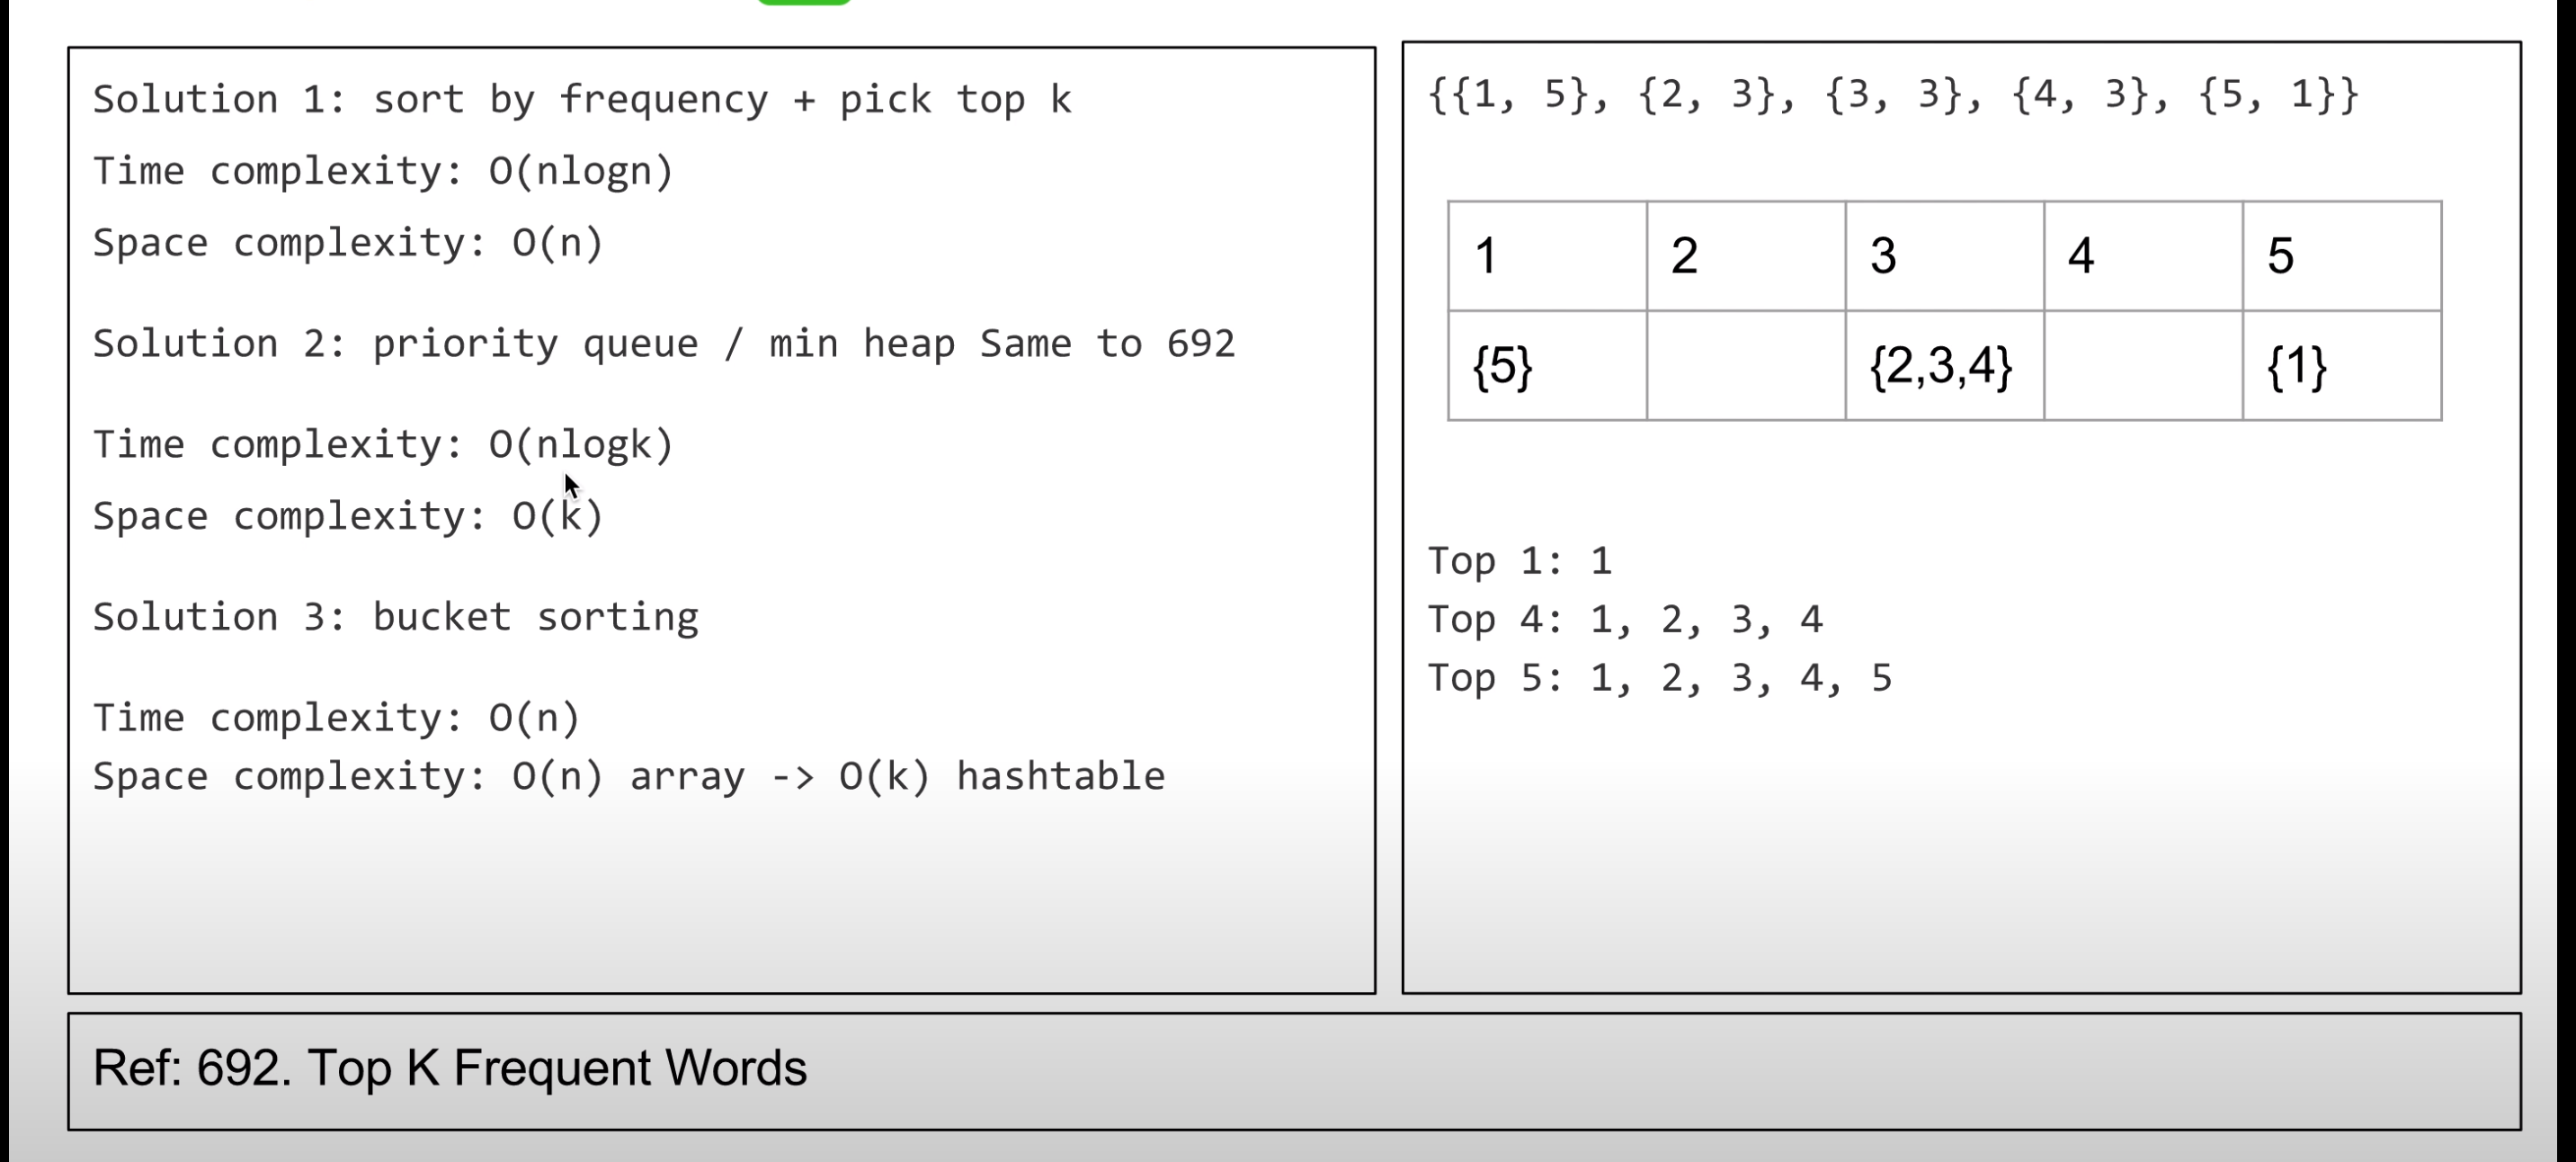 Solution 1: sort by frequency + pick top k
Time complexity: O(nlogn)
Space complexity: O(n)
Solution 2: priority queue / min heap Same to 692
Time complexity: O(nlogk)
Space complexity: O(k)
Solution 3: bucket sorting
Time complexity: O(n)
Space complexity: O(n) array -> O(k) hashtable
{{1, 5}, {2, 3}, {3, 3}, {4, 3}, {5, 1}}
1 2 3 4 5
{5} {2,3,4} {1}
Top 1: 1
Top 4: 1, 2, 3, 4
Top 5: 1, 2, 3, 4, 5
Ref: 692. Top K Frequent Words